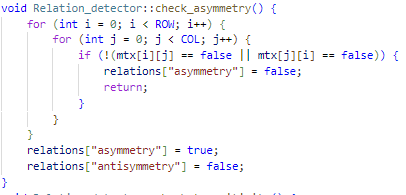 void Relation_detector::check_asymmetry() {
    for (int i = 0; i < ROW; i++) {
        for (int j = 0; j < COL; j++) {
            if (!(mtx[i][j] == false || mtx[j][i] == false)) {
                relations["asymmetry"] = false;
                return;
            }
        }
    }
    relations["asymmetry"] = true;
    relations["antisymmetry"] = false;
}